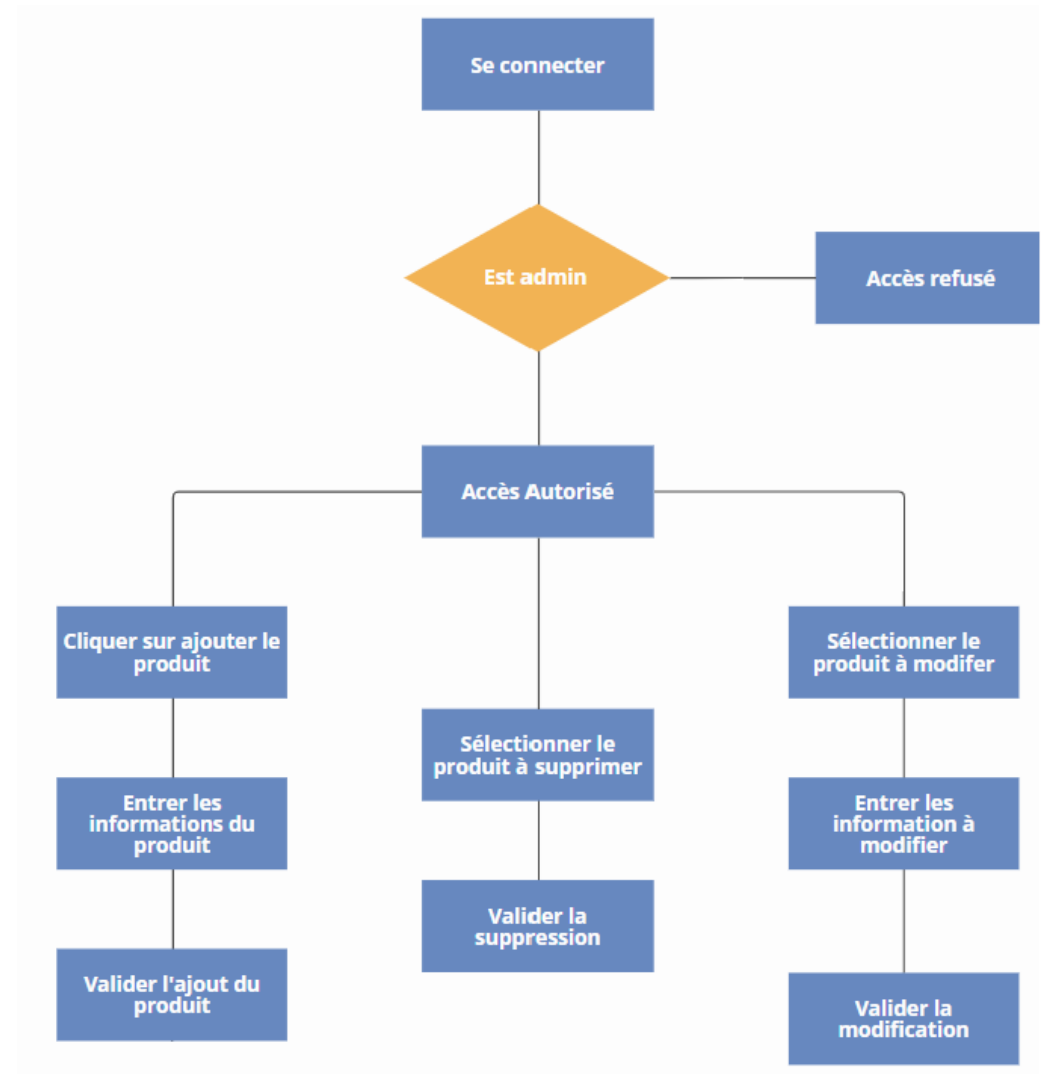 Se connecter
Est admin
Accès refusé
Accès Autorisé
Cliquer sur ajouter le
produit
Sélectionner le
produit à modifer
Sélectionner le
produit à supprimer
Entrer les
informations du
produit
Entrer les
information à
modifier
Valider la
suppression
Valider l'ajout du
produit
Valider la
modification